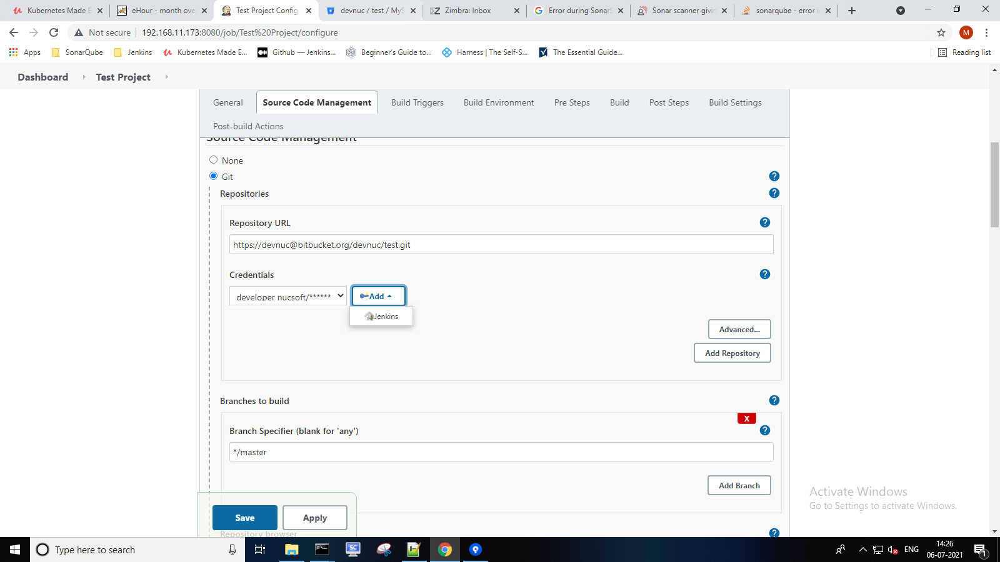 Kubernetes Made E
eHour - month ove
Test Project Config
devnuc / test / MyS
Zimbra: Inbox
Error during SonarS
Sonar scanner givin
sonarqube - error i
Not secure
192.168.11.173:8080/job/Test%20Project/configure
M
Apps
SonarQube
Jenkins
Kubernetes Made E...
Github — Jenkins...
Beginner's Guide to...
Harness | The Self-S...
The Essential Guide...
Reading list
Dashboard
Test Project
General
Source Code Management
Build Triggers
Build Environment
Pre Steps
Build
Post Steps
Build Settings
Post-build Actions
Source Code Management
None
Git
Repositories
Repository URL
https://devnuc@bitbucket.org/devnuc/test.git
Credentials
developer nucsoft/******
Add
Jenkins
Advanced...
Add Repository
Branches to build
X
Branch Specifier (blank for 'any')
*/master
Add Branch
Activate Windows
Go to Settings to activate Windows.
Save
Apply
Repository browser
Type here to search
SC
ENG
14:26
06-07-2021
1